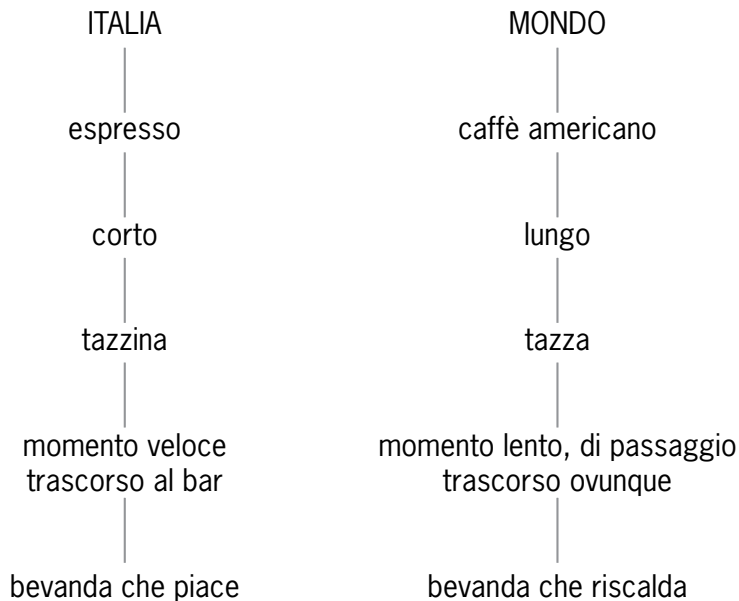 ITALIA
espresso
corto
tazzina
momento veloce
trascorso al bar
bevanda che piace
MONDO
caffè americano
lungo
tazza
momento lento, di passaggio
trascorso ovunque
bevanda che riscalda